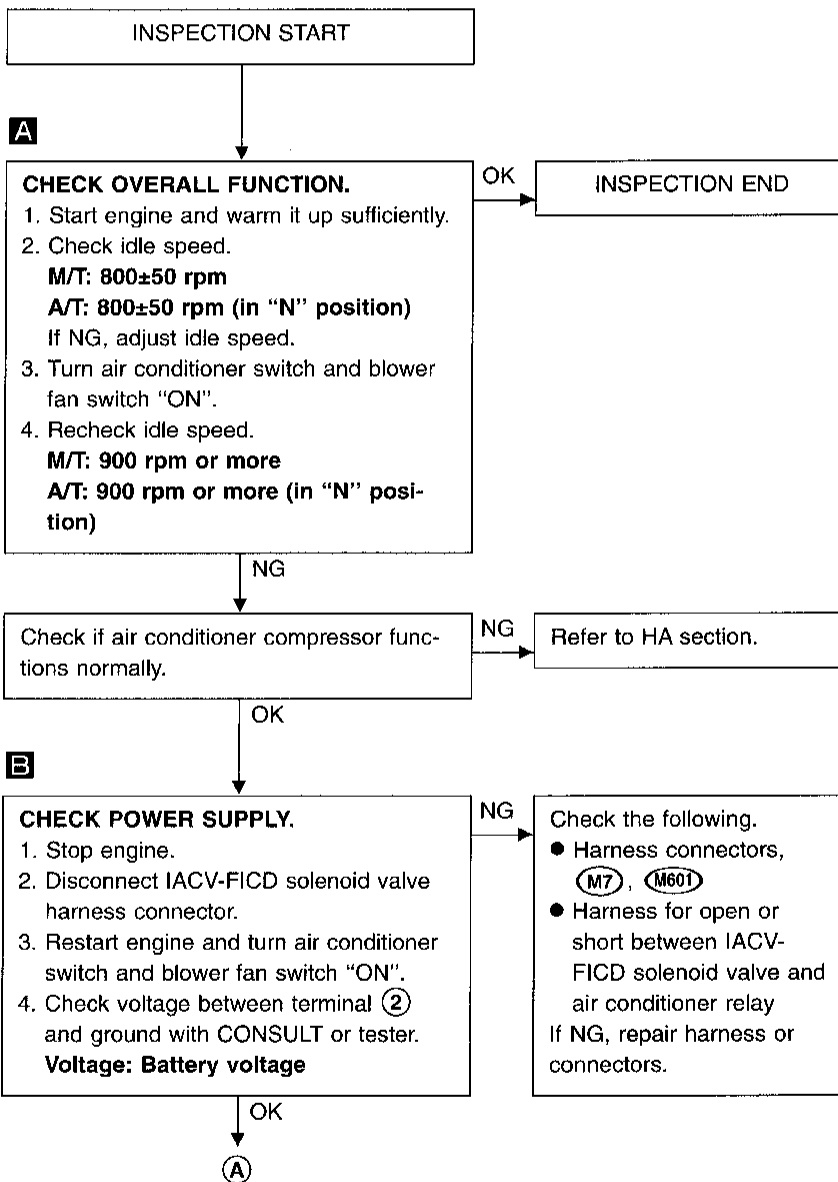 INSPECTION START
A
CHECK OVERALL FUNCTION.
1. Start engine and warm it up sufficiently.
2. Check idle speed.
M/T: 800±50 rpm
A/T: 800±50 rpm (in “N” position)
If NG, adjust idle speed.
3. Turn air conditioner switch and blower
fan switch “ON”.
4. Recheck idle speed.
M/T: 900 rpm or more
A/T: 900 rpm or more (in “N” posi-
tion)
OK
INSPECTION END
NG
Check if air conditioner compressor func-
tions normally.
NG
Refer to HA section.
OK
B
CHECK POWER SUPPLY.
1. Stop engine.
2. Disconnect IACV-FICD solenoid valve
harness connector.
3. Restart engine and turn air conditioner
switch and blower fan switch “ON”.
4. Check voltage between terminal ②
and ground with CONSULT or tester.
Voltage: Battery voltage
NG
Check the following.
● Harness connectors,
M7, M601
● Harness for open or
short between IACV-
FICD solenoid valve and
air conditioner relay
If NG, repair harness or
connectors.
OK
Ⓐ